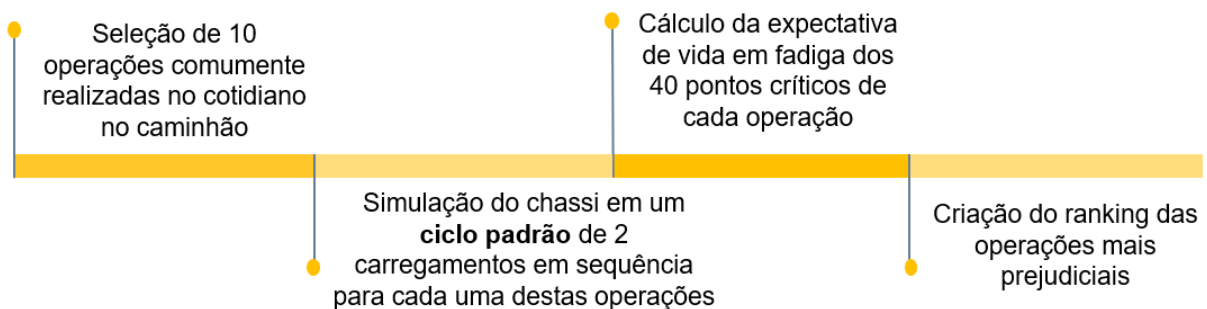 Seleção de 10
operações comumente
realizadas no cotidiano
no caminhão
Simulação do chassi em um
ciclo padrão de 2
carregamentos em sequência
para cada uma destas operações
Cálculo da expectativa
de vida em fadiga dos
40 pontos críticos de
cada operação
Criação do ranking das
operações mais
prejudiciais